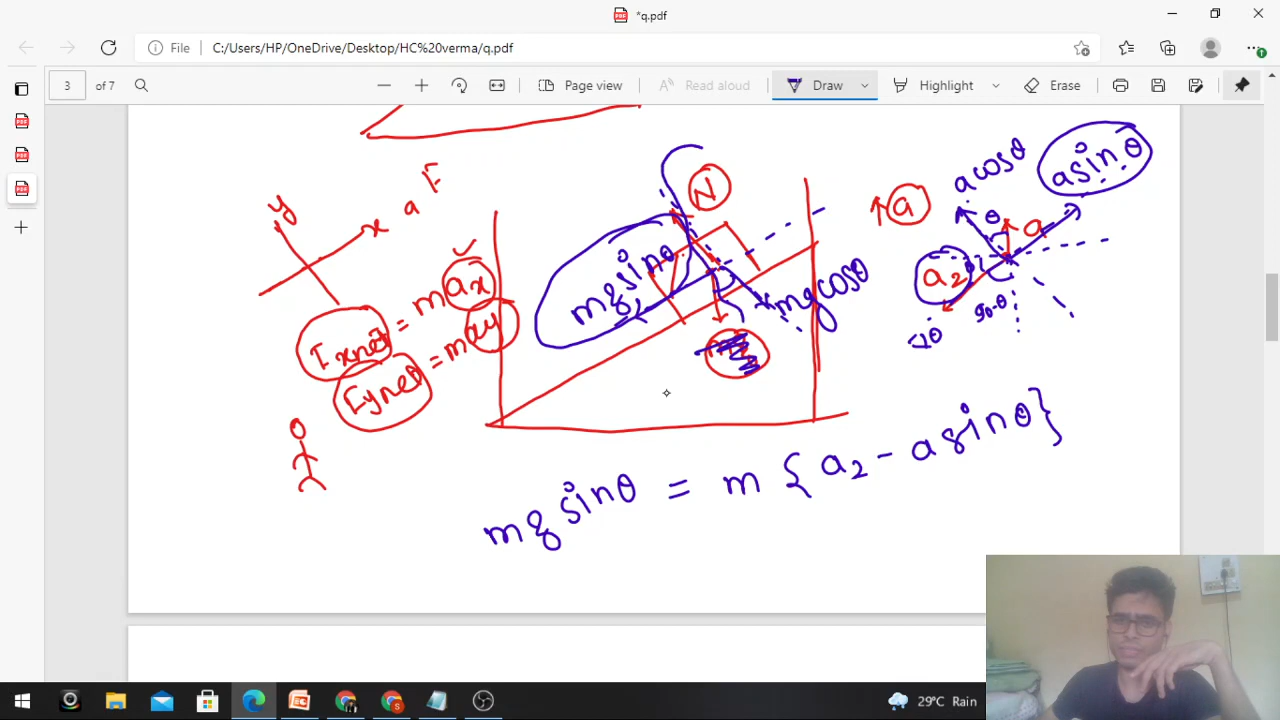 *q.pdf
File C:/Users/HP/OneDrive/Desktop/HC%20verma/q.pdf
3 of 7 Page view Read aloud Draw Highlight Erase
y x a F
N
↑a
a cosθ
a sinθ
θ a
a2
90-θ
mg sinθ
mg cosθ
Fxnet = max
Fynet = may
mg sinθ = m {a2 - a sinθ}
29°C Rain